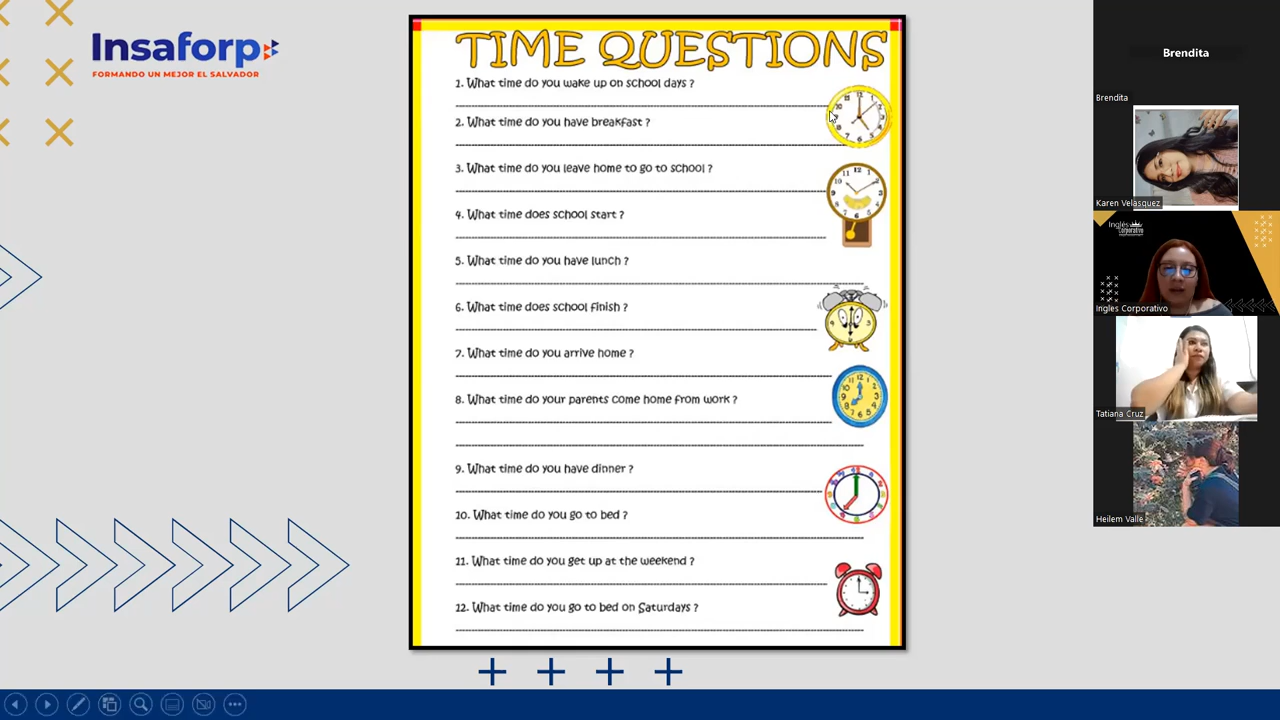 Insaforp
FORMANDO UN MEJOR EL SALVADOR
TIME QUESTIONS
1. What time do you wake up on school days ?
2. What time do you have breakfast ?
3. What time do you leave home to go to school ?
4. What time does school start ?
5. What time do you have lunch ?
6. What time does school finish ?
7. What time do you arrive home ?
8. What time do your parents come home from work ?
9. What time do you have dinner ?
10. What time do you go to bed ?
11. What time do you get up at the weekend ?
12. What time do you go to bed on Saturdays ?
Brendita
Brendita
Karen Velasquez
Inglés
Corporativo
Ingles Corporativo
Tatiana Cruz
Heilem Valle